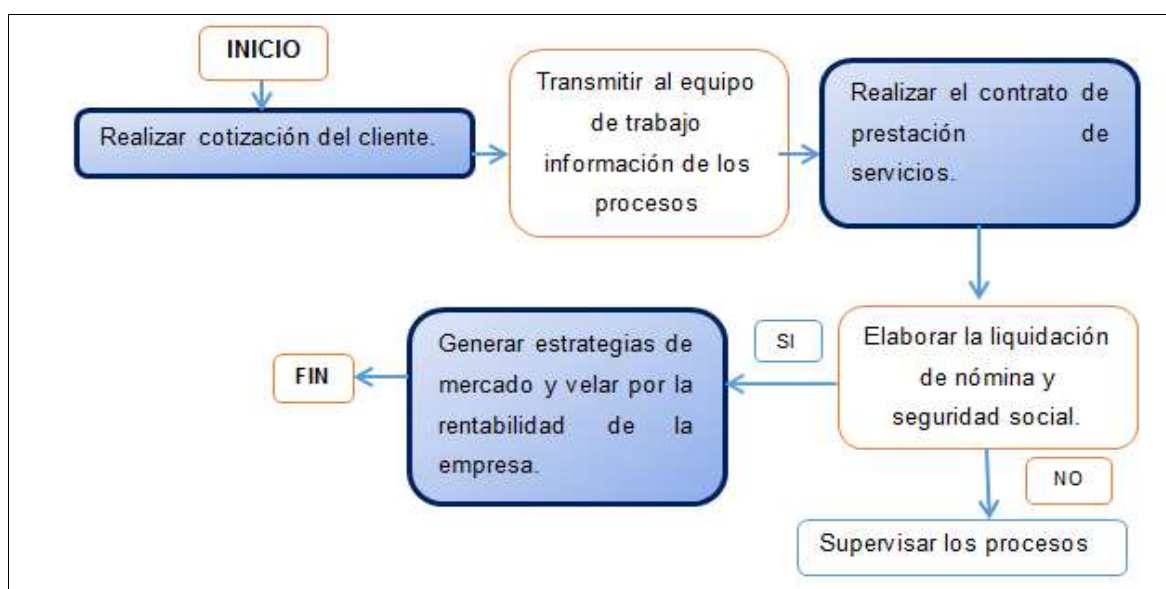 INICIO
Realizar cotización del cliente.
Transmitir al equipo
de trabajo
información de los
procesos
Realizar el contrato de
prestación de
servicios.
Elaborar la liquidación
de nómina y
seguridad social.
SI
NO
Generar estrategias de
mercado y velar por la
rentabilidad de la
empresa.
FIN
Supervisar los procesos